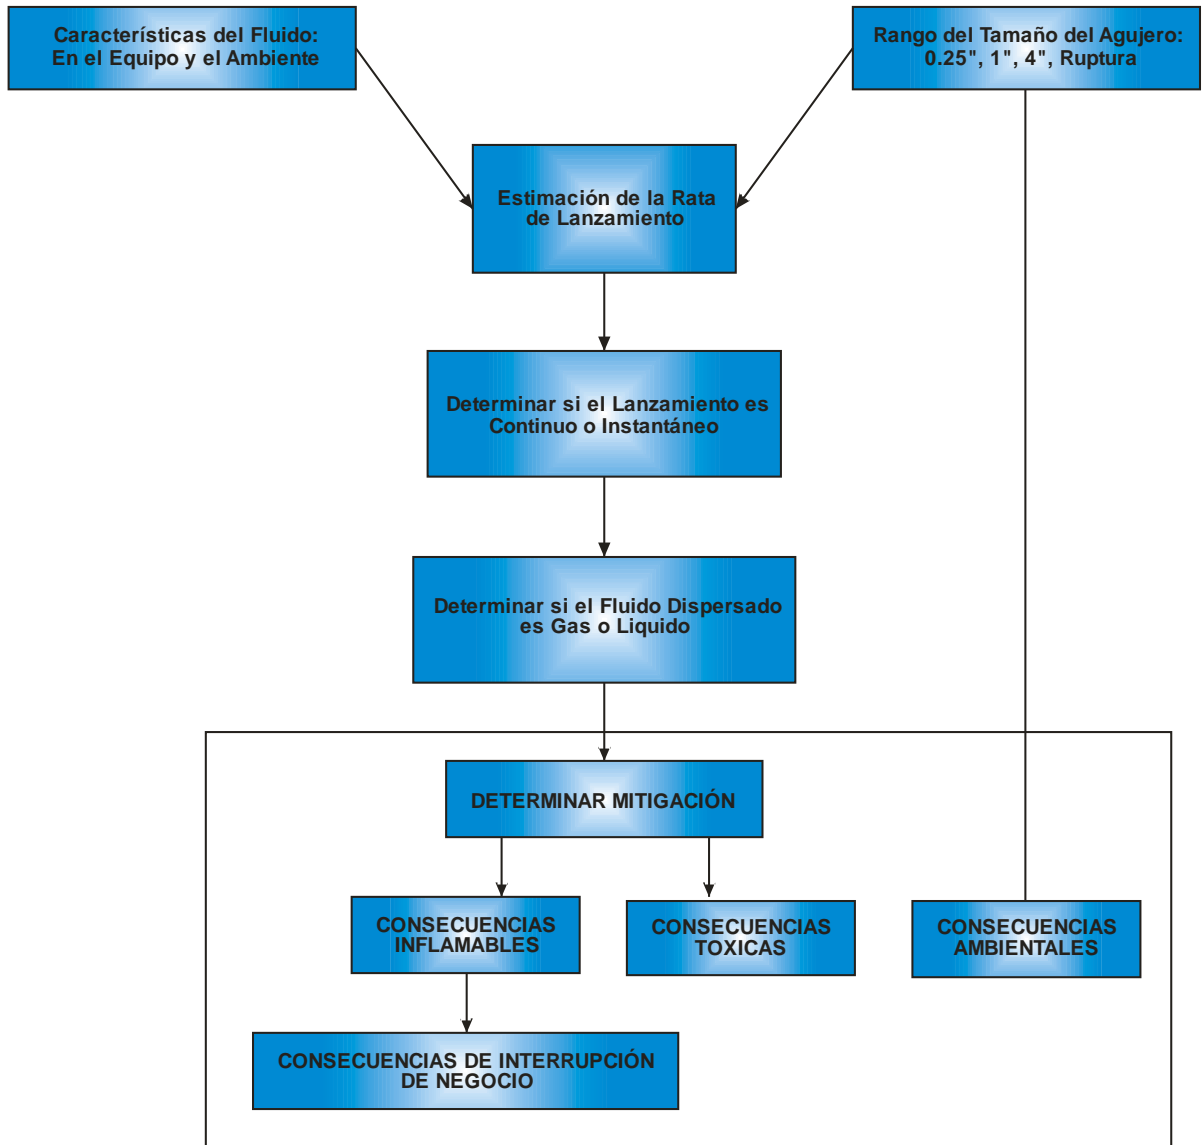 Características del Fluido:
En el Equipo y el Ambiente
Rango del Tamaño del Agujero:
0.25", 1", 4", Ruptura
Estimación de la Rata
de Lanzamiento
Determinar si el Lanzamiento es
Continuo o Instantáneo
Determinar si el Fluido Dispersado
es Gas o Liquido
DETERMINAR MITIGACIÓN
CONSECUENCIAS
INFLAMABLES
CONSECUENCIAS
TOXICAS
CONSECUENCIAS
AMBIENTALES
CONSECUENCIAS DE INTERRUPCIÓN
DE NEGOCIO